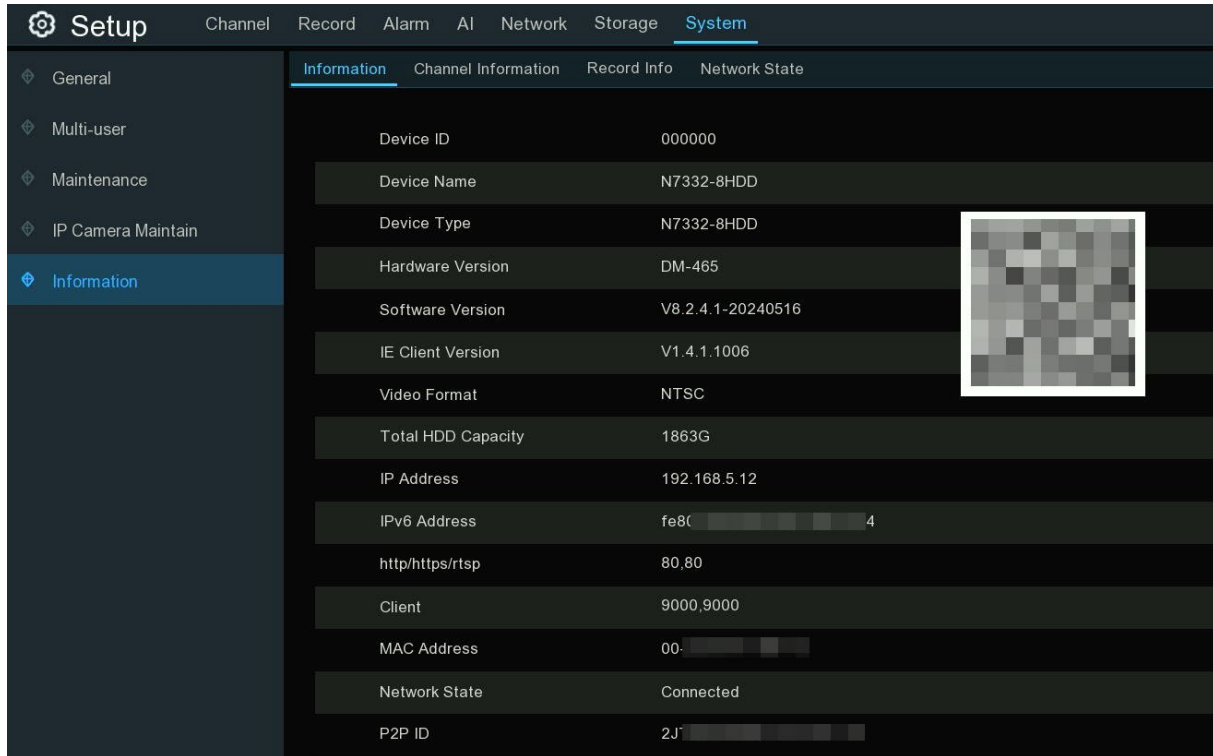 Setup Channel Record Alarm AI Network Storage System
General
Multi-user
Maintenance
IP Camera Maintain
Information
Information Channel Information Record Info Network State
Device ID 000000
Device Name N7332-8HDD
Device Type N7332-8HDD
Hardware Version DM-465
Software Version V8.2.4.1-20240516
IE Client Version V1.4.1.1006
Video Format NTSC
Total HDD Capacity 1863G
IP Address 192.168.5.12
IPv6 Address fe80 4
http/https/rtsp 80,80
Client 9000,9000
MAC Address 00-
Network State Connected
P2P ID 2J